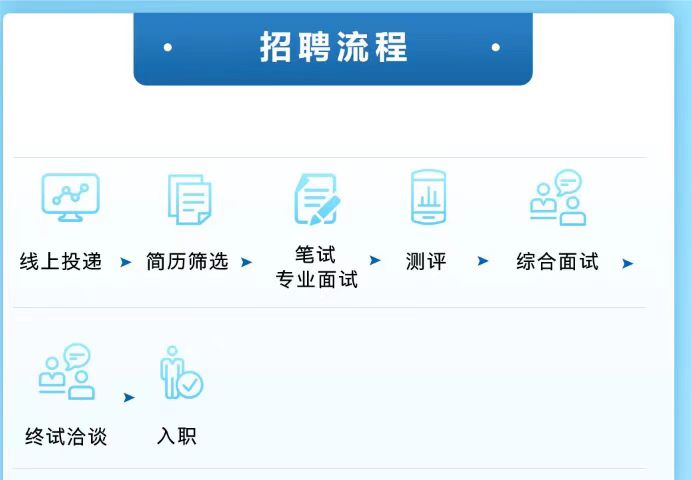 招聘流程
线上投递
简历筛选
笔试
专业面试
测评
综合面试
终试洽谈
入职